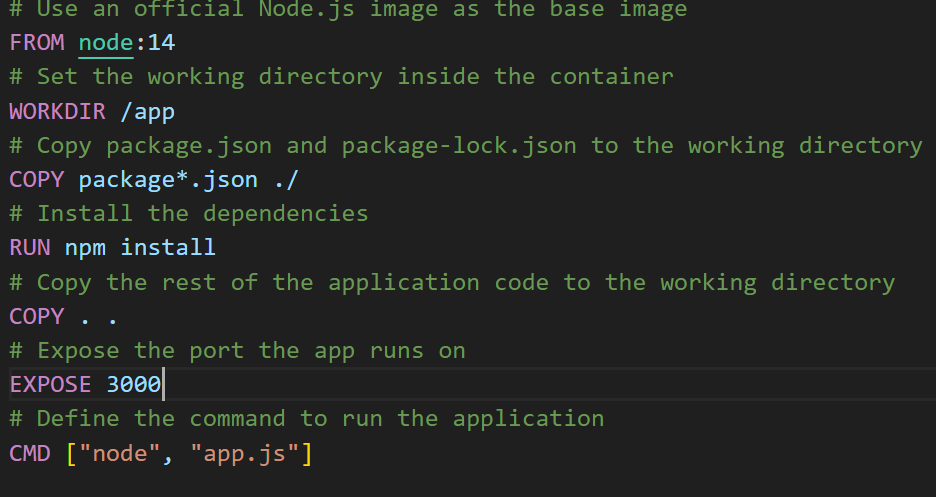 # Use an official Node.js image as the base image
FROM node:14
# Set the working directory inside the container
WORKDIR /app
# Copy package.json and package-lock.json to the working directory
COPY package*.json ./
# Install the dependencies
RUN npm install
# Copy the rest of the application code to the working directory
COPY . .
# Expose the port the app runs on
EXPOSE 3000
# Define the command to run the application
CMD ["node", "app.js"]